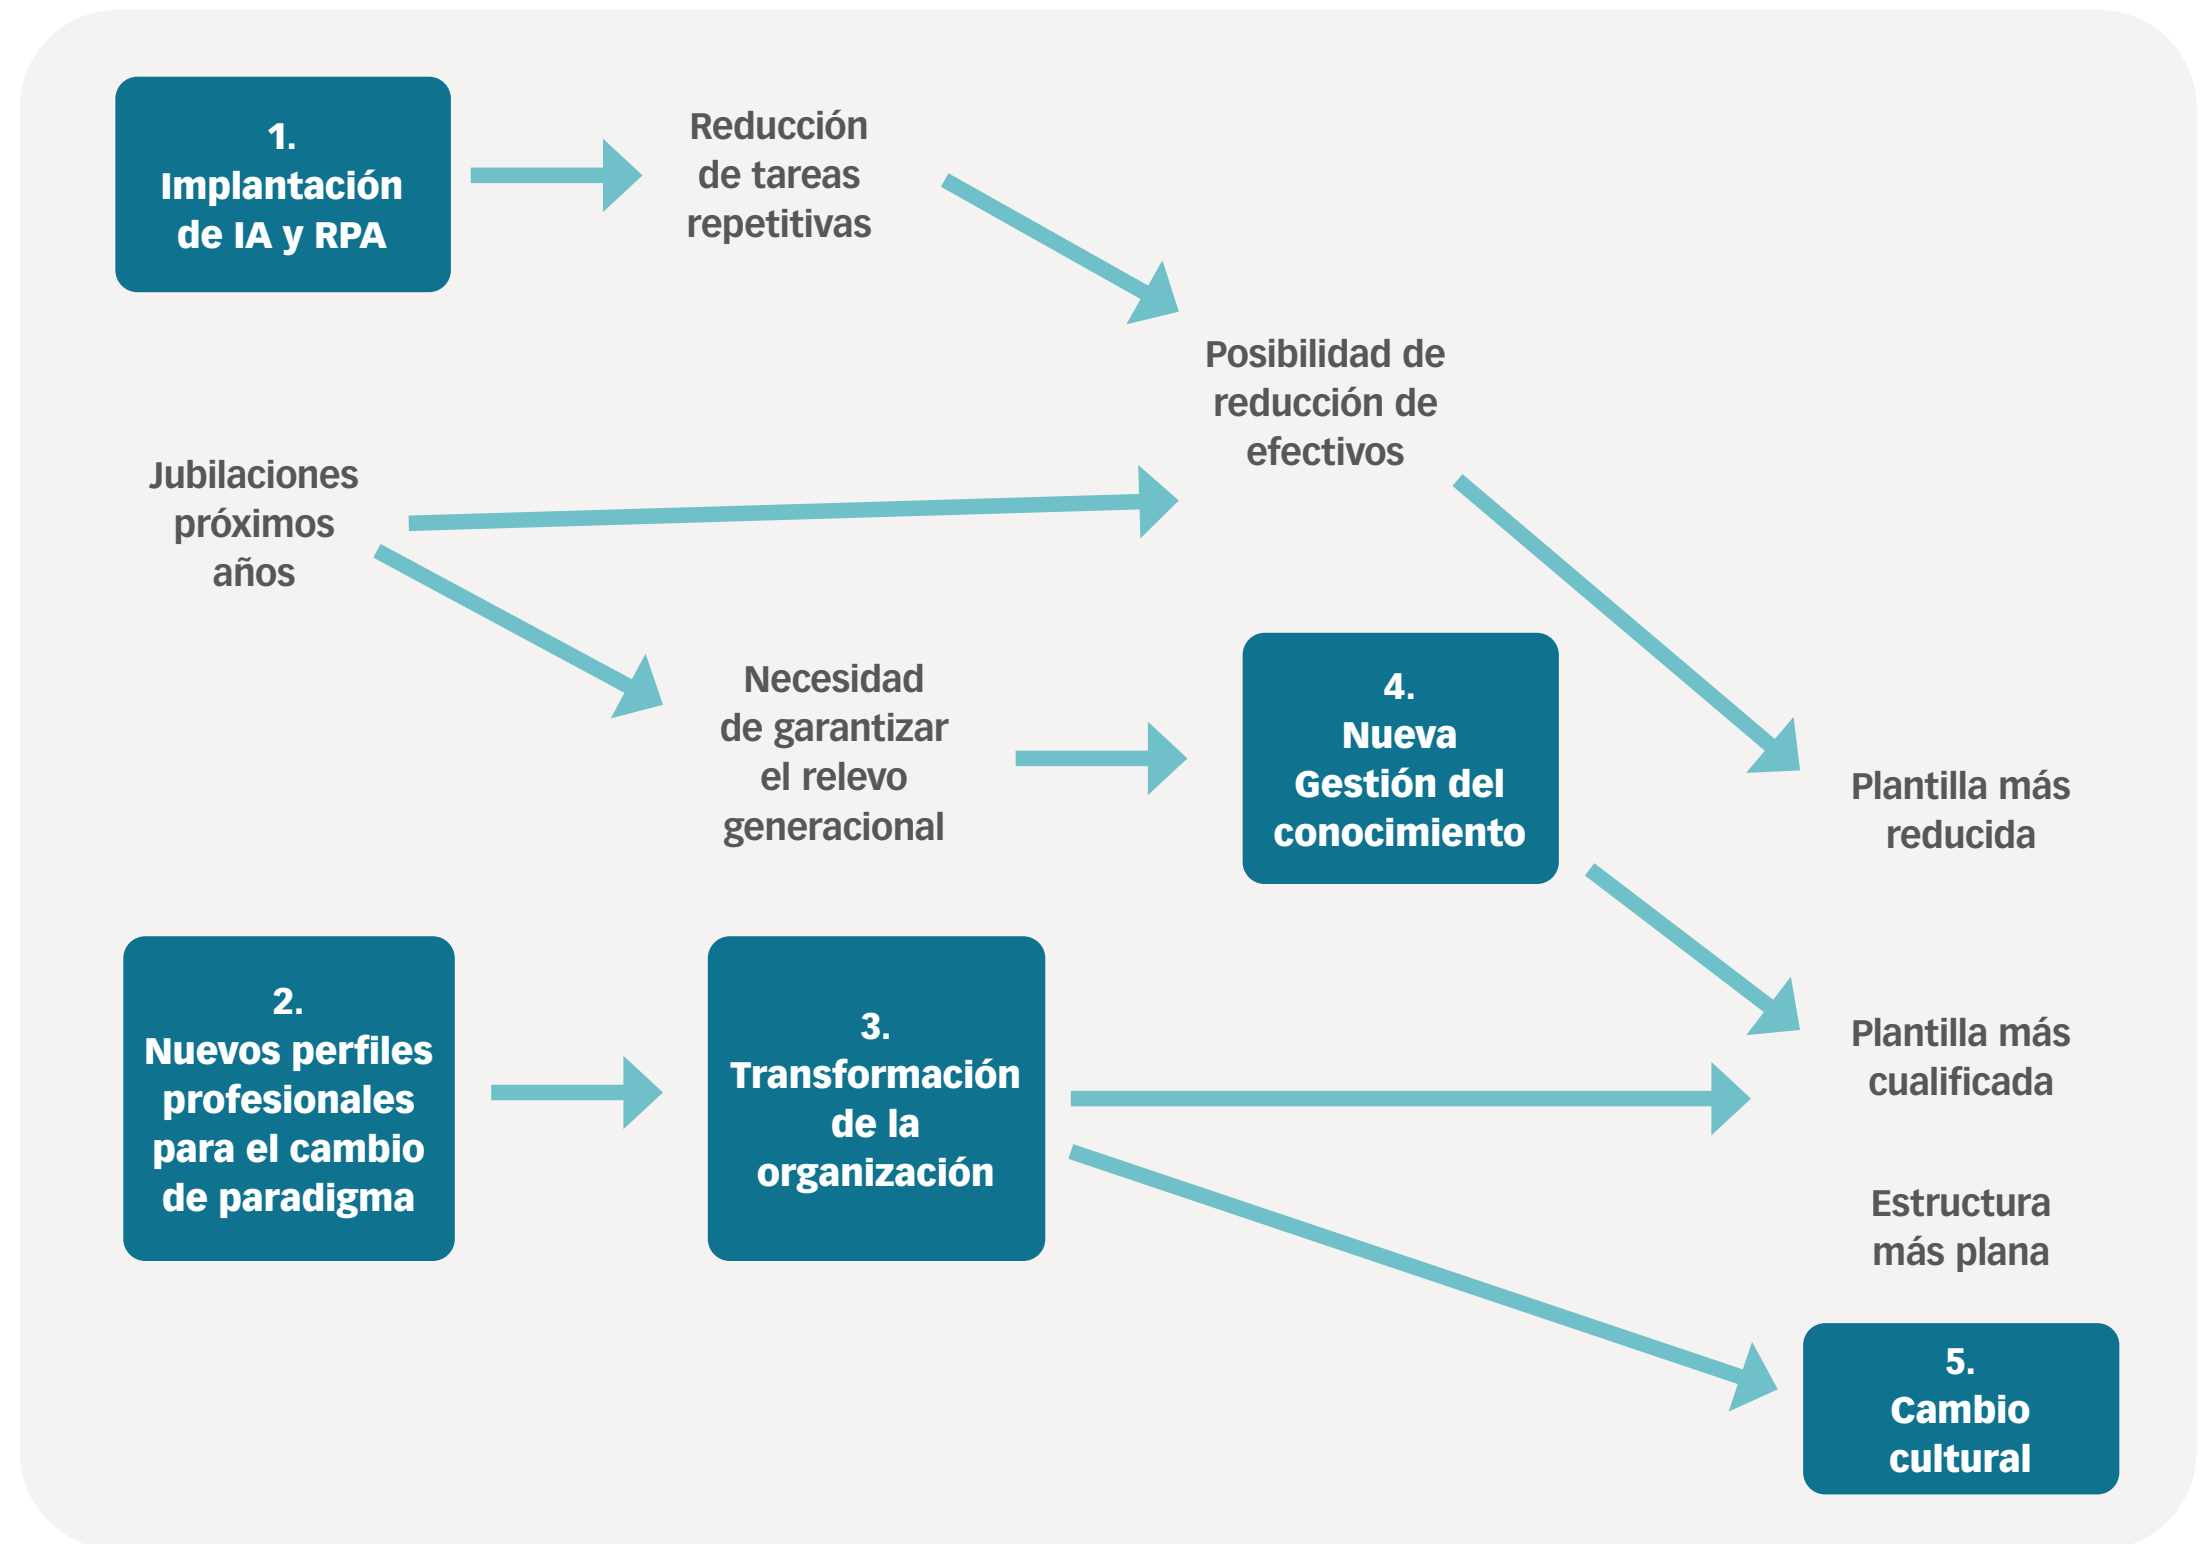 1.
Implantación
de IA y RPA
Reducción
de tareas
repetitivas
Posibilidad de
reducción de
efectivos
Jubilaciones
próximos
años
Necesidad
de garantizar
el relevo
generacional
4.
Nueva
Gestión del
conocimiento
Plantilla más
reducida
2.
Nuevos perfiles
profesionales
para el cambio
de paradigma
3.
Transformación
de la
organización
Plantilla más
cualificada
Estructura
más plana
5.
Cambio
cultural